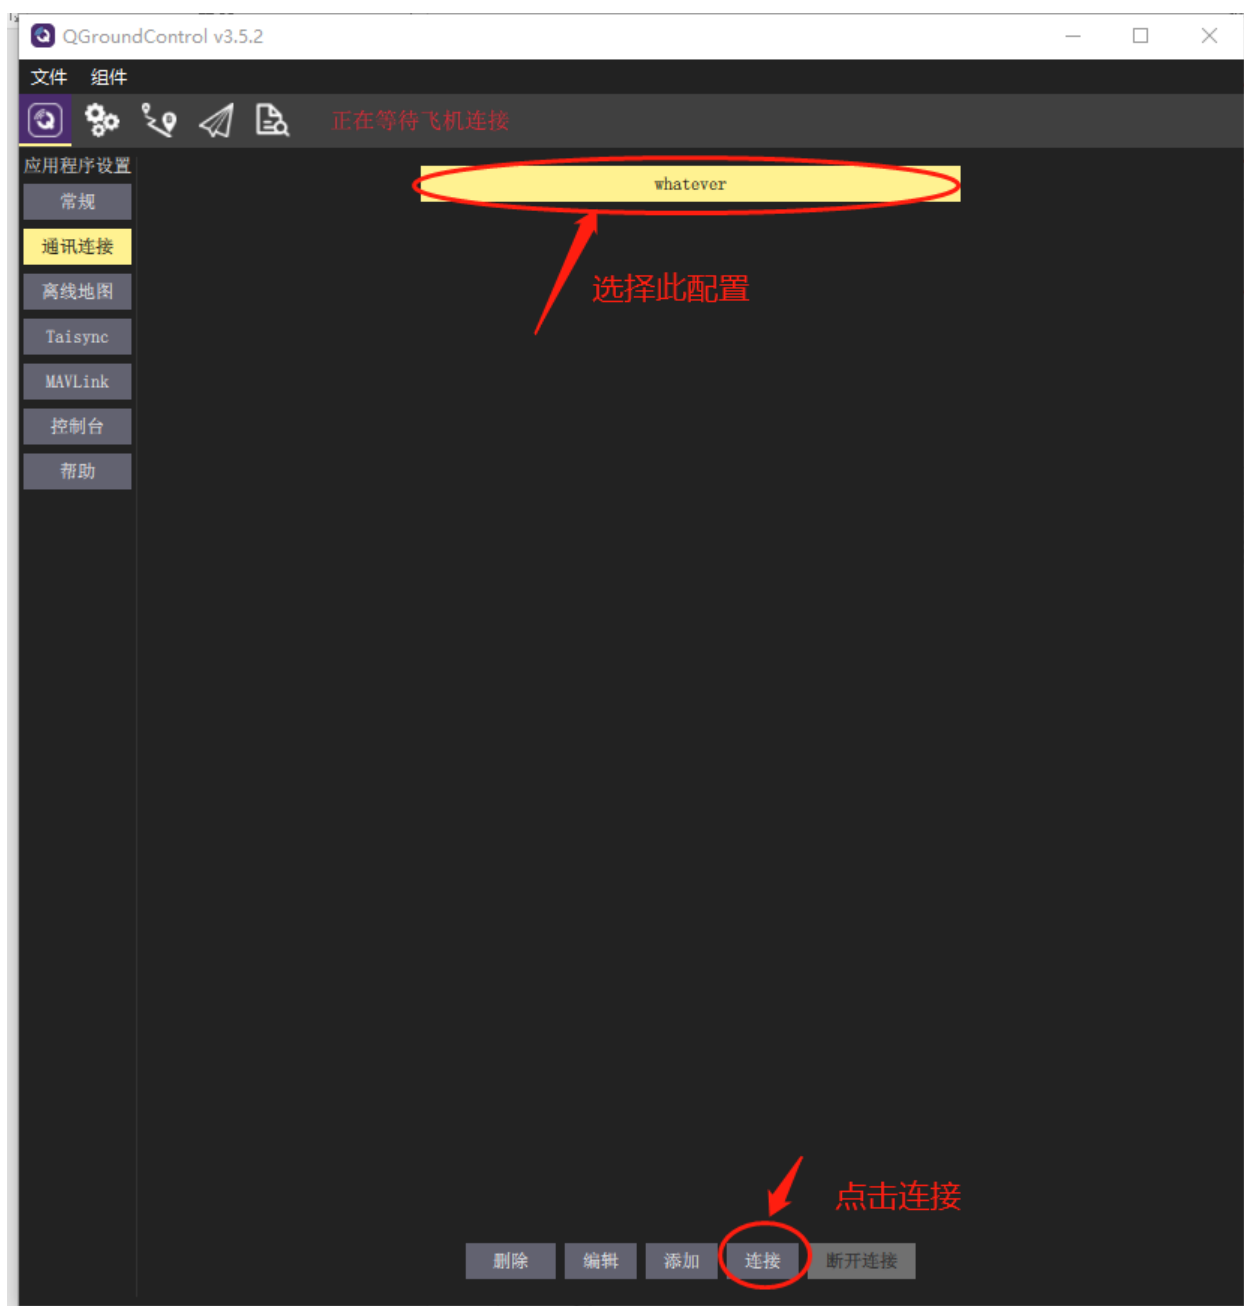 QGroundControl v3.5.2
文件 组件
正在等待飞机连接
应用程序设置
whatever
常规
通讯连接
选择此配置
离线地图
Taisync
MAVLink
控制台
帮助
点击连接
删除 编辑 添加 连接 断开连接